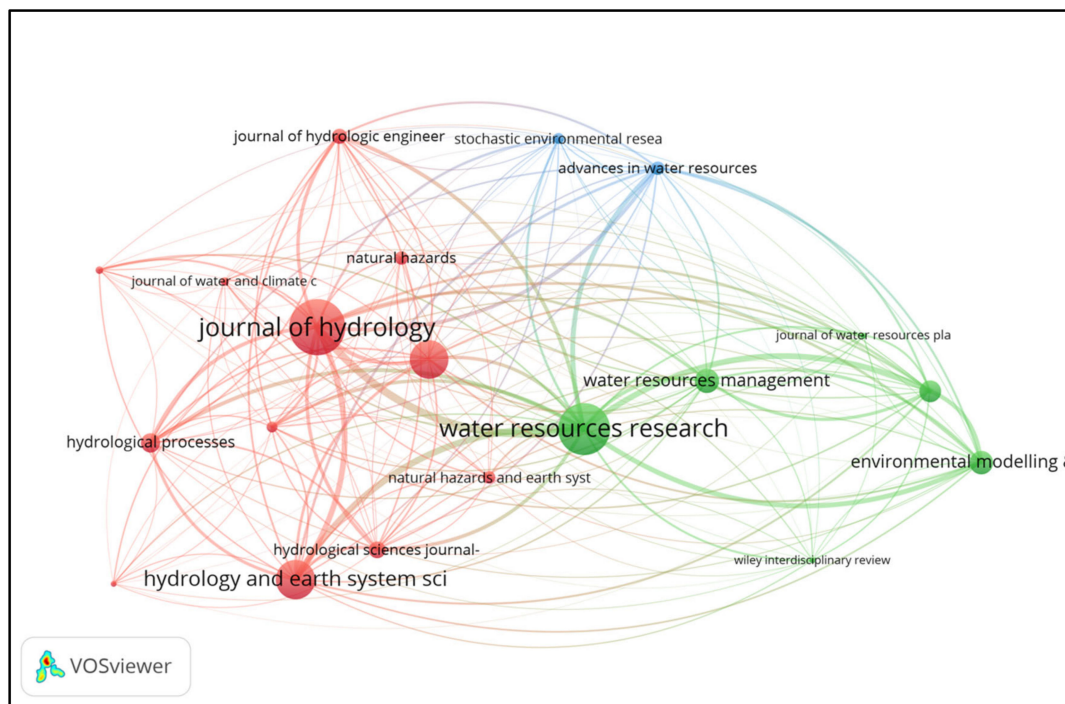 journal of hydrologic engineer
stochastic environmental resea
advances in water resources
natural hazards
journal of water and climate c
journal of hydrology
journal of water resources pla
water resources management
water resources research
hydrological processes
environmental modelling &
natural hazards and earth syst
hydrological sciences journal-
wiley interdisciplinary review
hydrology and earth system sci
VOSviewer